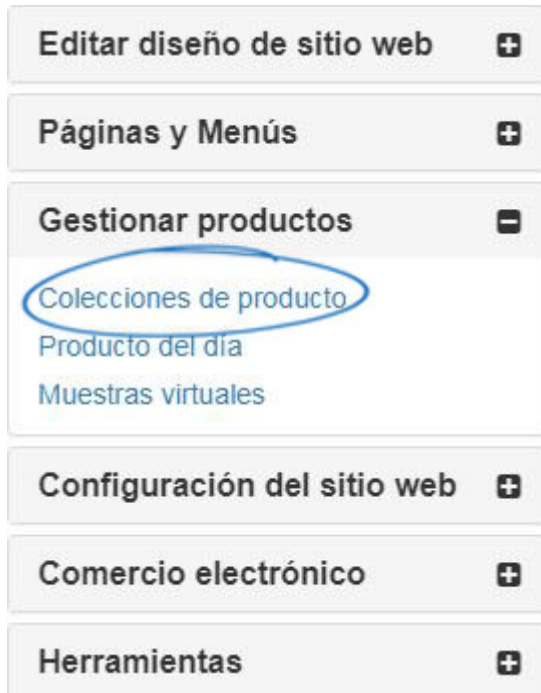 Editar diseño de sitio web
Páginas y Menús
Gestionar productos
Colecciones de producto
Producto del día
Muestras virtuales
Configuración del sitio web
Comercio electrónico
Herramientas